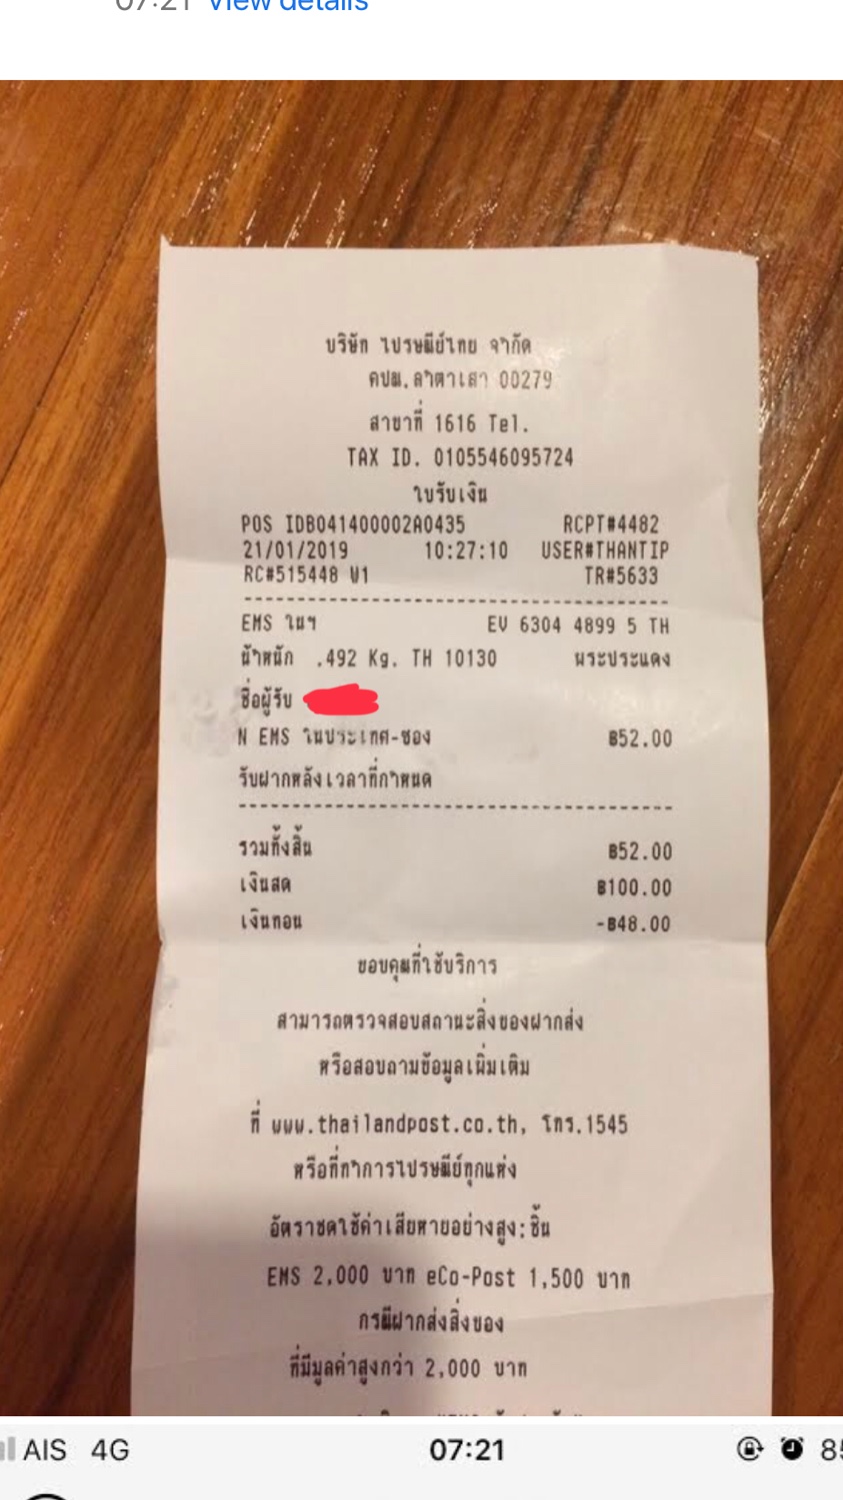 07:21 View details
บริษัท ไปรษณีย์ไทย จำกัด
คปณ.ลำตาเสา 00279
สาขาที่ 1616 Tel.
TAX ID. 0105546095724
ใบรับเงิน
POS IDB041400002A0435 RCPT#4482
21/01/2019 10:27:10 USER#THANTIP
RC#515448 W1 TR#5633
EMS ในฯ EV 6304 4899 5 TH
น้ำหนัก .492 Kg. TH 10130 พระประแดง
ชื่อผู้รับ
N EMS ในประเทศ-ซอง ฿52.00
รับฝากหลังเวลาที่กำหนด
รวมทั้งสิ้น ฿52.00
เงินสด ฿100.00
เงินทอน -฿48.00
ขอบคุณที่ใช้บริการ
สามารถตรวจสอบสถานะสิ่งของฝากส่ง
หรือสอบถามข้อมูลเพิ่มเติม
ที่ www.thailandpost.co.th, โทร.1545
หรือที่ทำการไปรษณีย์ทุกแห่ง
อัตราชดใช้ค่าเสียหายอย่างสูง:ชิ้น
EMS 2,000 บาท eCo-Post 1,500 บาท
กรณีฝากส่งสิ่งของ
ที่มีมูลค่าสูงกว่า 2,000 บาท
AIS 4G 07:21